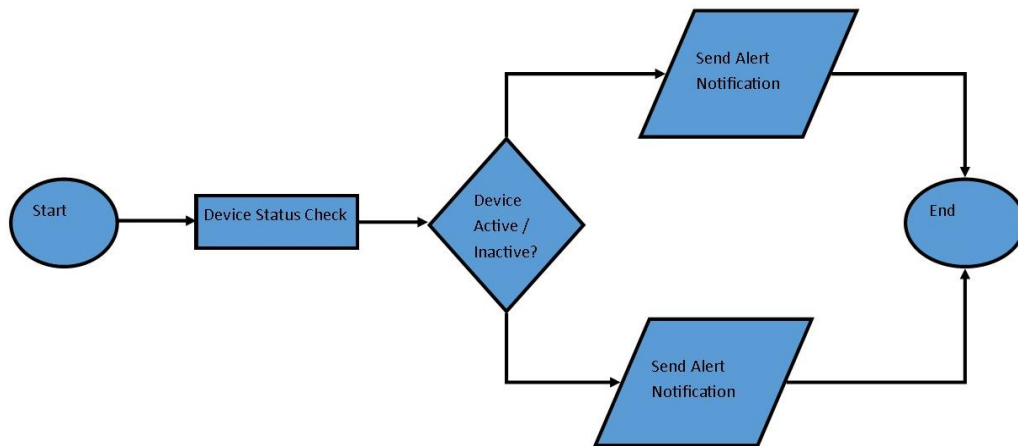 Start
Device Status Check
Device
Active /
Inactive?
Send Alert
Notification
Send Alert
Notification
End